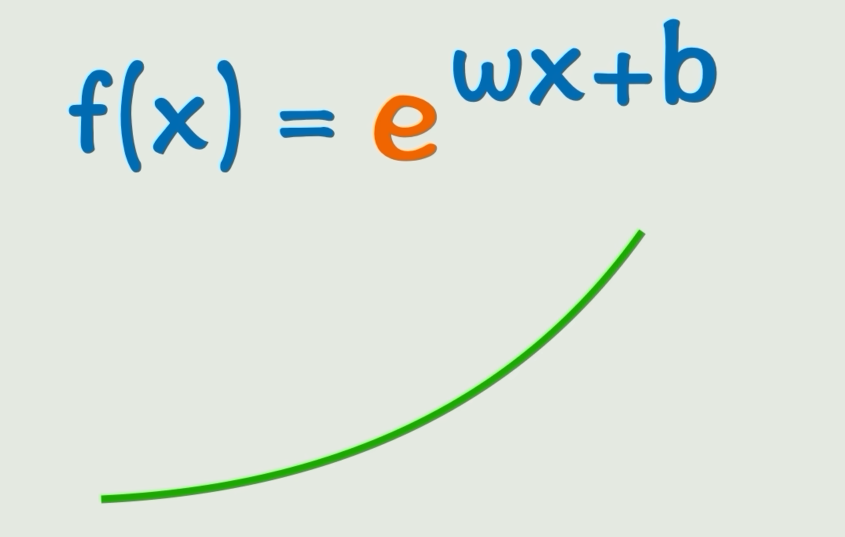 f(x) = e^wx+b